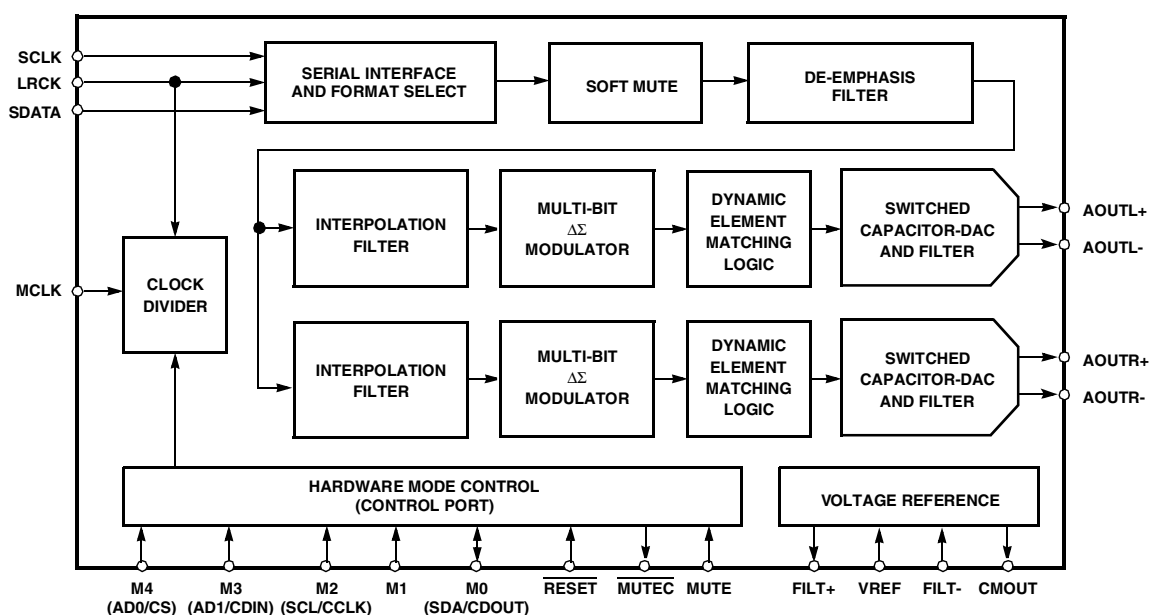 SCLK
LRCK
SDATA
SERIAL INTERFACE
AND FORMAT SELECT
SOFT MUTE
DE-EMPHASIS
FILTER
INTERPOLATION
FILTER
MULTI-BIT
ΔΣ
MODULATOR
DYNAMIC
ELEMENT
MATCHING
LOGIC
SWITCHED
CAPACITOR-DAC
AND FILTER
AOUTL+
AOUTL-
MCLK
CLOCK
DIVIDER
INTERPOLATION
FILTER
MULTI-BIT
ΔΣ
MODULATOR
DYNAMIC
ELEMENT
MATCHING
LOGIC
SWITCHED
CAPACITOR-DAC
AND FILTER
AOUTR+
AOUTR-
HARDWARE MODE CONTROL
(CONTROL PORT)
VOLTAGE REFERENCE
M4
(AD0/CS)
M3
(AD1/CDIN)
M2
(SCL/CCLK)
M1
M0
(SDA/CDOUT)
RESET
MUTEC
MUTE
FILT+
VREF
FILT-
CMOUT